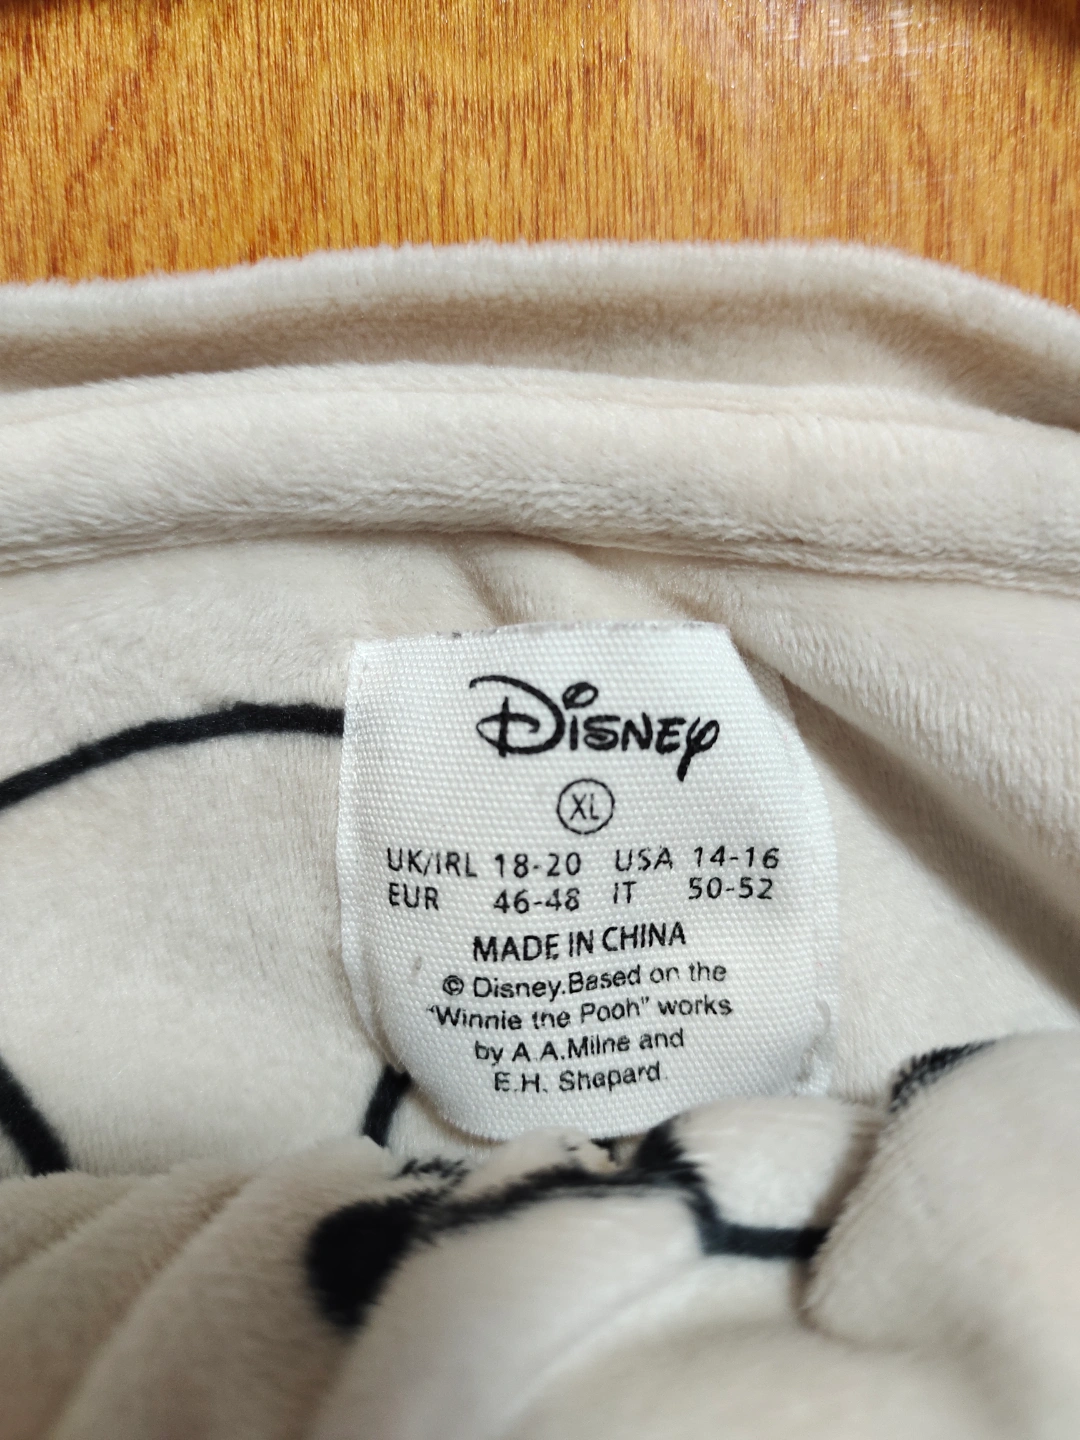 Disney
XL
UK/IRL 18-20 USA 14-16
EUR 46-48 IT 50-52
MADE IN CHINA
© Disney.Based on the
"Winnie the Pooh" works
by A A.Milne and
E.H. Shepard.